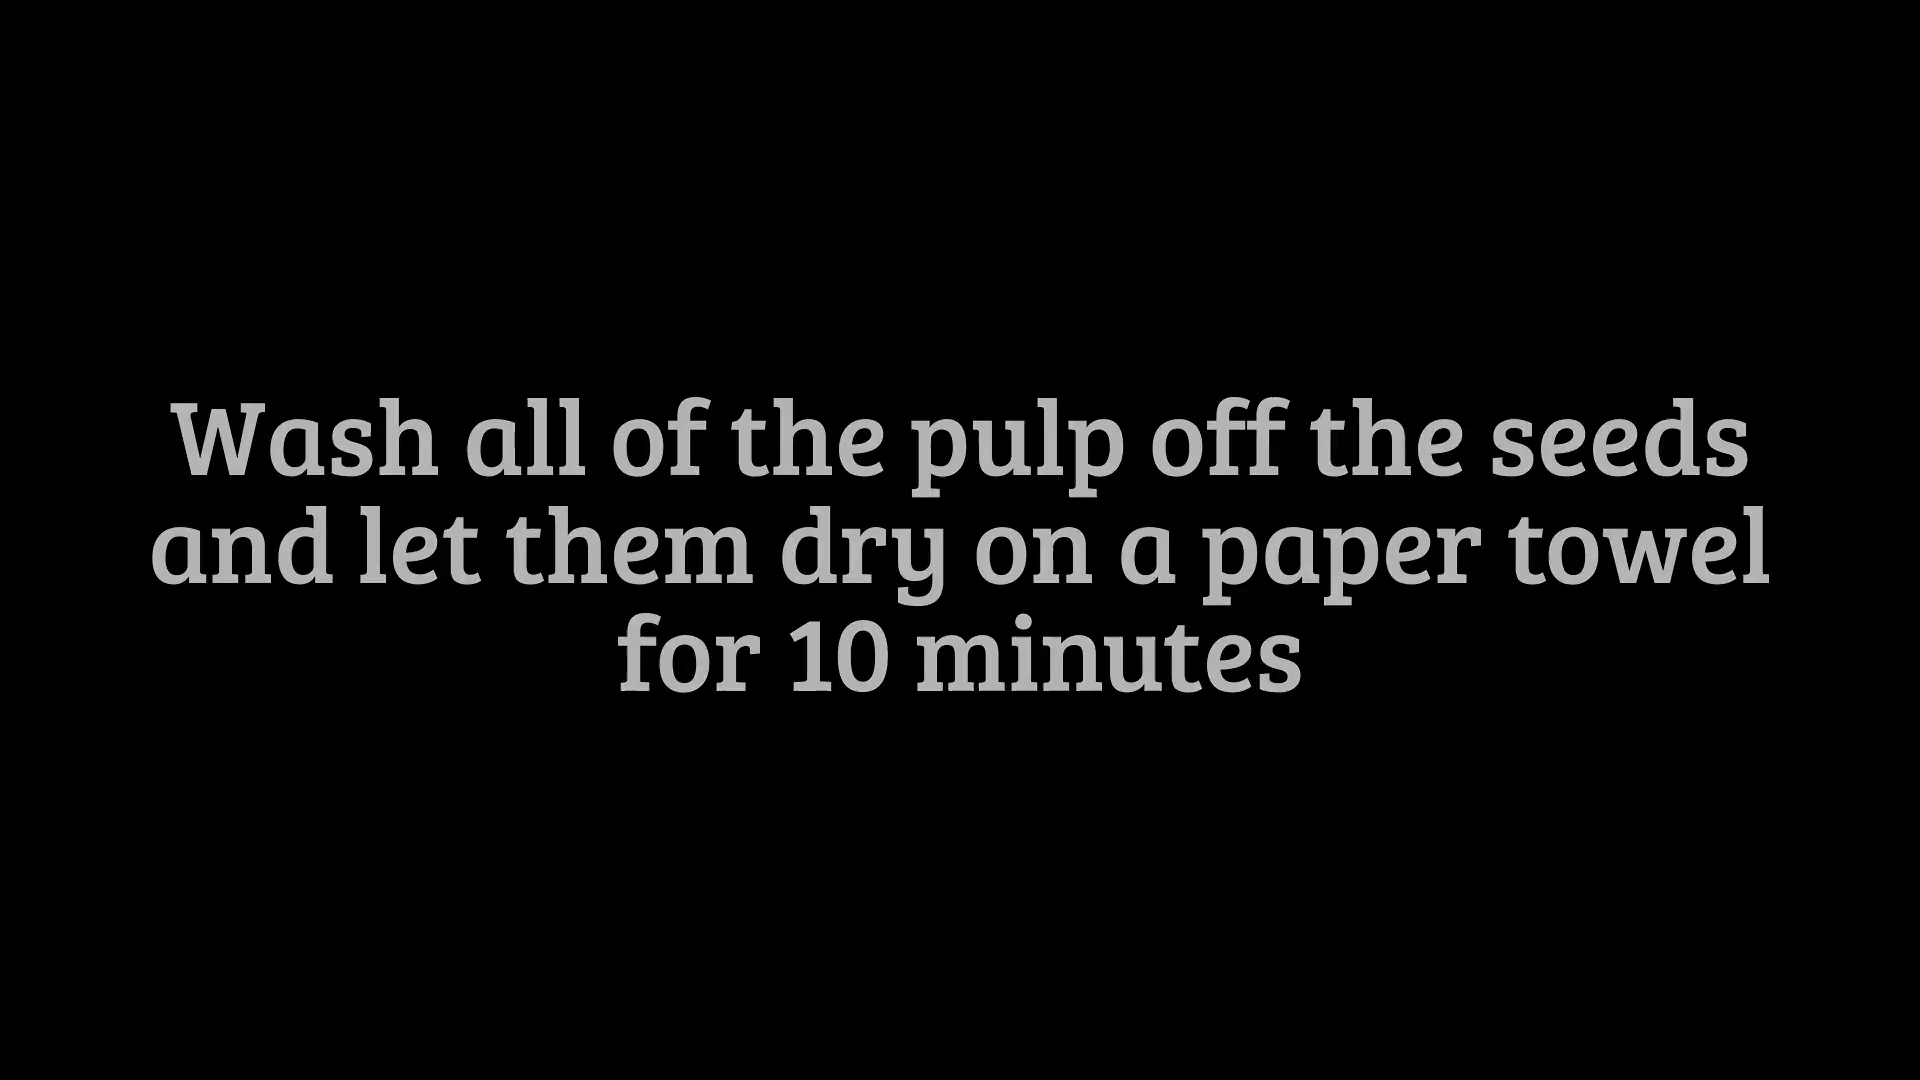 Wash all of the pulp off the seeds
and let them dry on a paper towel
for 10 minutes